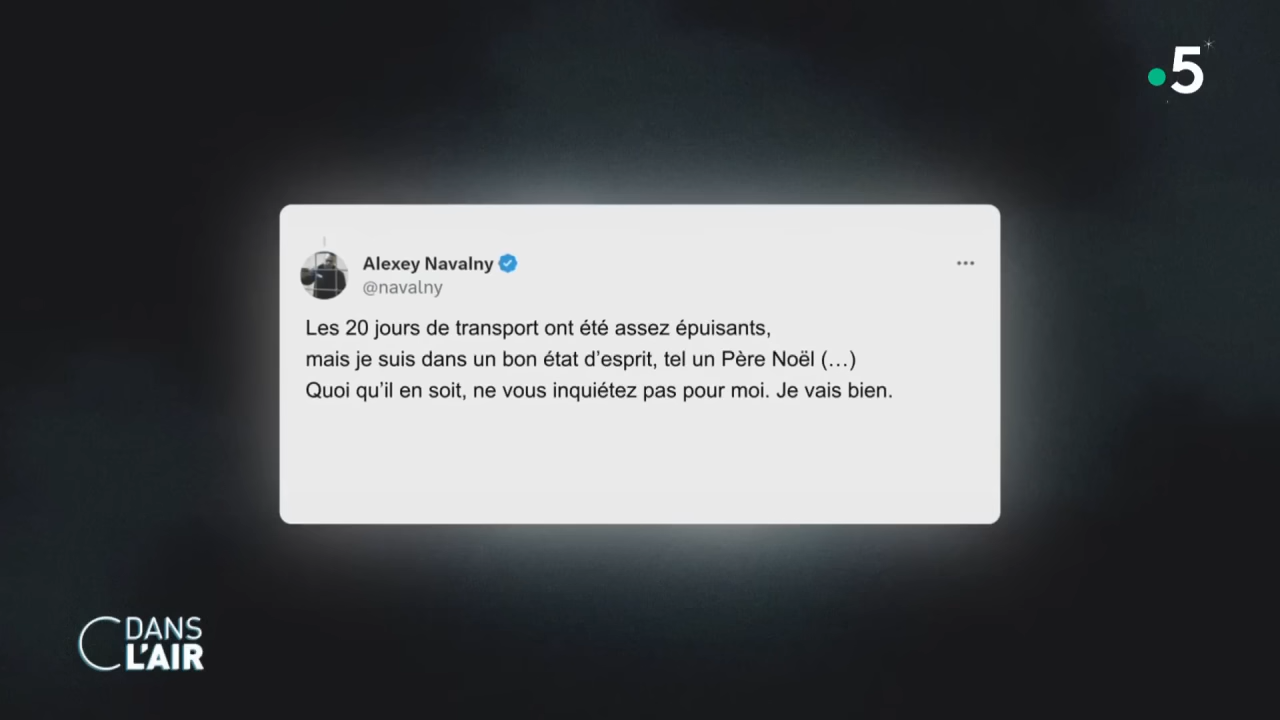 5
Alexey Navalny
@navalny
Les 20 jours de transport ont été assez épuisants,
mais je suis dans un bon état d’esprit, tel un Père Noël (…)
Quoi qu’il en soit, ne vous inquiétez pas pour moi. Je vais bien.
C DANS
L’AIR